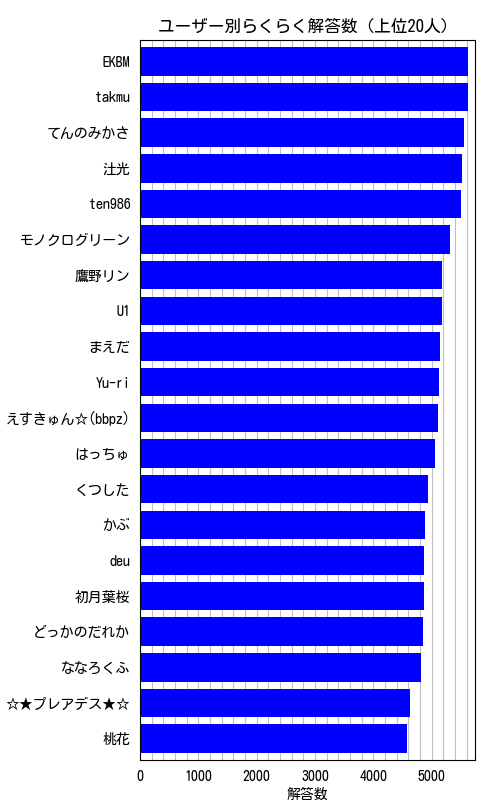 ユーザー別らくらく解答数（上位20人）
EKBM
takmu
てんのみかさ
汢光
ten986
モノクログリーン
鷹野リン
U1
まえだ
Yu-ri
えすきゅん☆(bbpz)
はっちゅ
くつした
かぶ
deu
初月葉桜
どっかのだれか
ななろくふ
☆★プレアデス★☆
桃花
0 1000 2000 3000 4000 5000
解答数